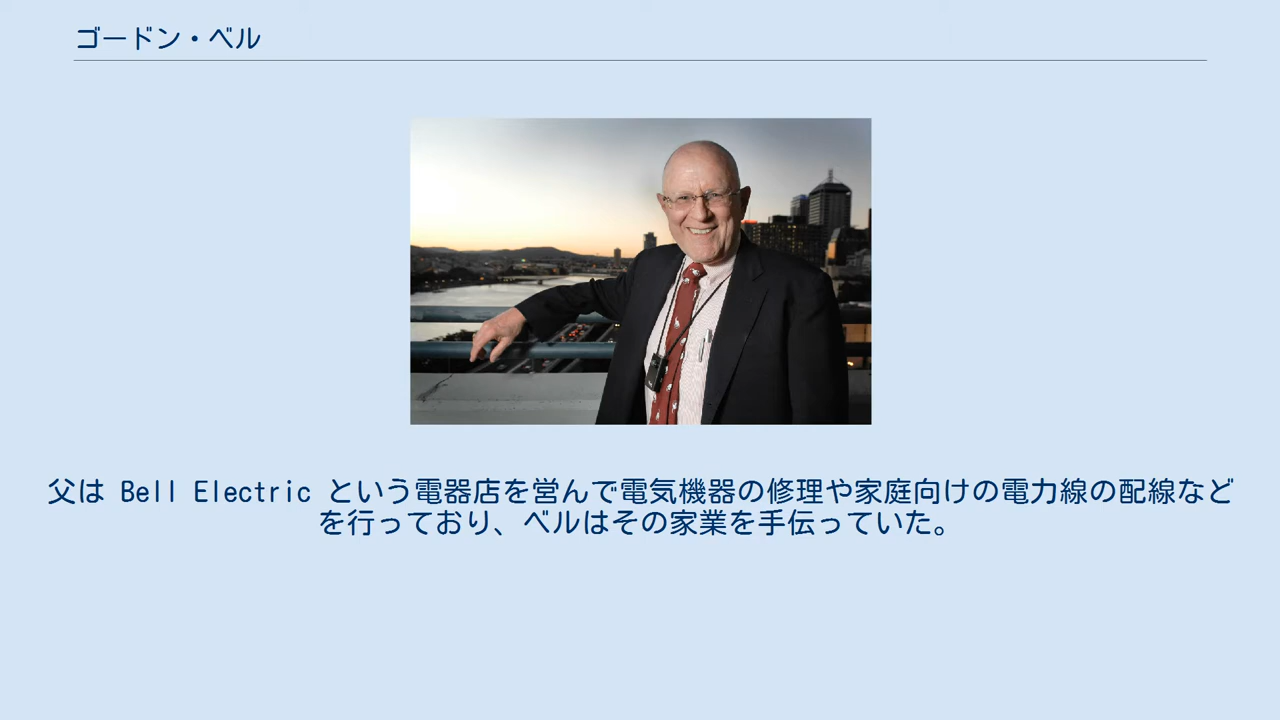 ゴードン・ベル
父は Bell Electric という電器店を営んで電気機器の修理や家庭向けの電力線の配線など
を行っており、ベルはその家業を手伝っていた。